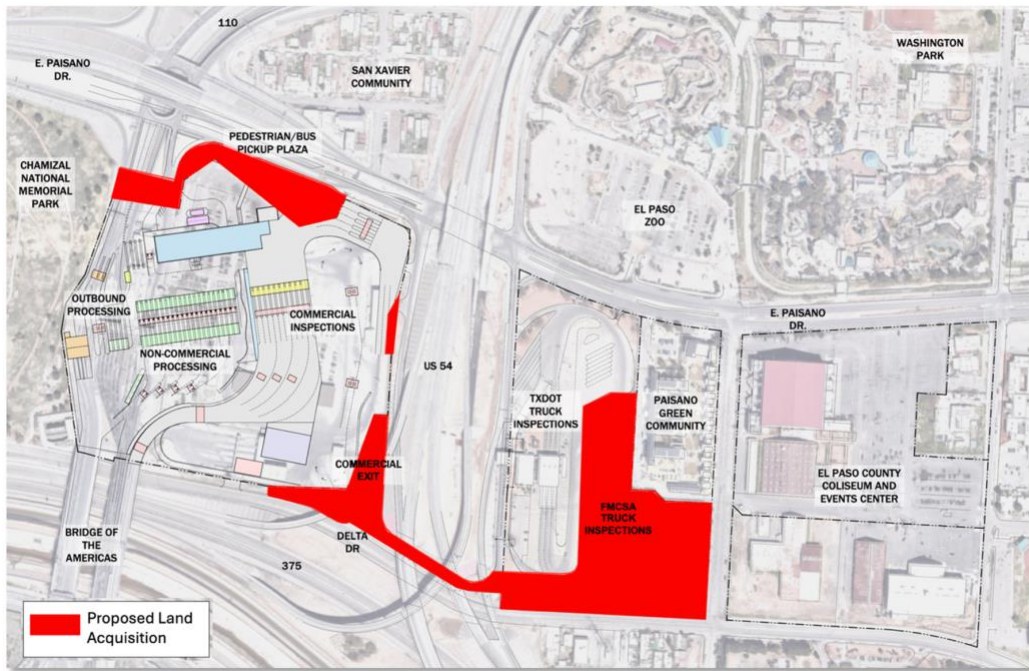 110
E. PAISANO
DR.
SAN XAVIER
COMMUNITY
WASHINGTON
PARK
PEDESTRIAN/BUS
PICKUP PLAZA
CHAMIZAL
NATIONAL
MEMORIAL
PARK
EL PASO
ZOO
OUTBOUND
PROCESSING
COMMERCIAL
INSPECTIONS
E. PAISANO
DR.
NON-COMMERCIAL
PROCESSING
US 54
TXDOT
TRUCK
INSPECTIONS
PAISANO
GREEN
COMMUNITY
COMMERCIAL
EXIT
EL PASO COUNTY
COLISEUM AND
EVENTS CENTER
FMCSA
TRUCK
INSPECTIONS
BRIDGE OF
THE
AMERICAS
DELTA
DR
375
Proposed Land
Acquisition